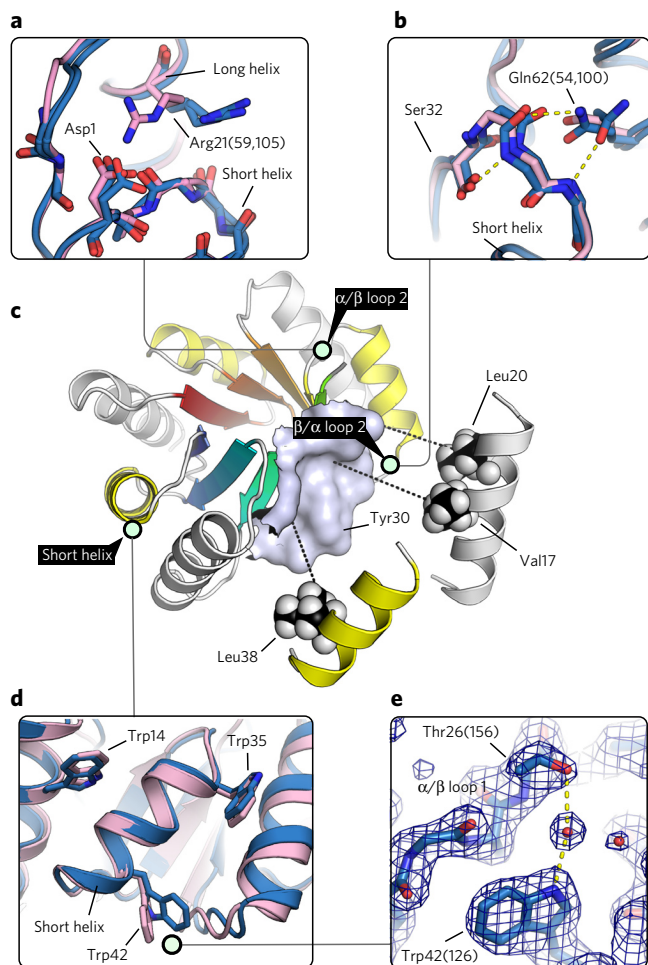 a
Long helix
Asp1
Arg21(59,105)
Short helix
b
Gln62(54,100)
Ser32
Short helix
c
α/β loop 2
Leu20
β/α loop 2
Tyr30
Val17
Short helix
Leu38
d
Trp14
Trp35
Short helix
Trp42
e
Thr26(156)
α/β loop 1
Trp42(126)